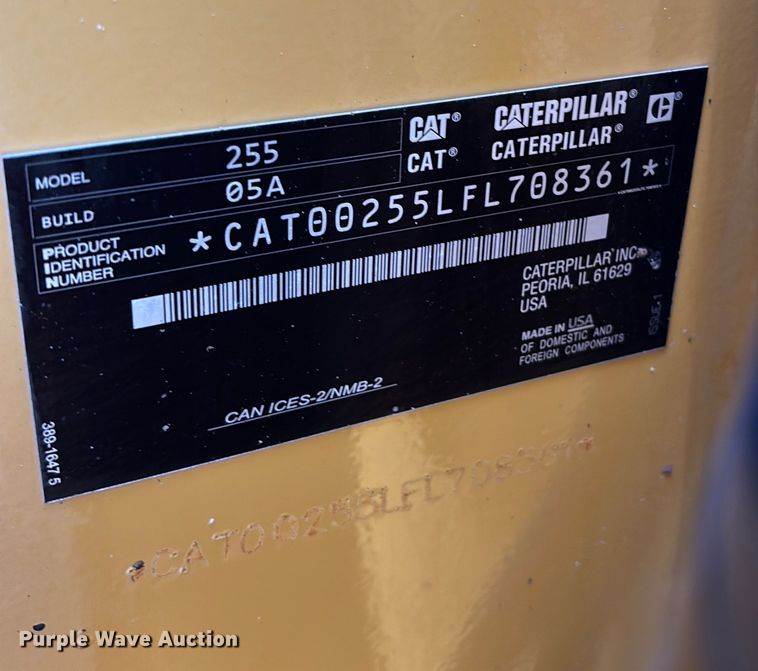 MODEL 255
BUILD 05A
CAT® CATERPILLAR® C®
CAT® CATERPILLAR®
PRODUCT IDENTIFICATION NUMBER *CAT00255LFL708361*
CATERPILLAR INC.
PEORIA, IL 61629
USA
MADE IN USA
OF DOMESTIC AND
FOREIGN COMPONENTS
ISSUE-1
CAN ICES-2/NMB-2
389-1647 5
*CAT00255LFL708361*
Purple Wave Auction